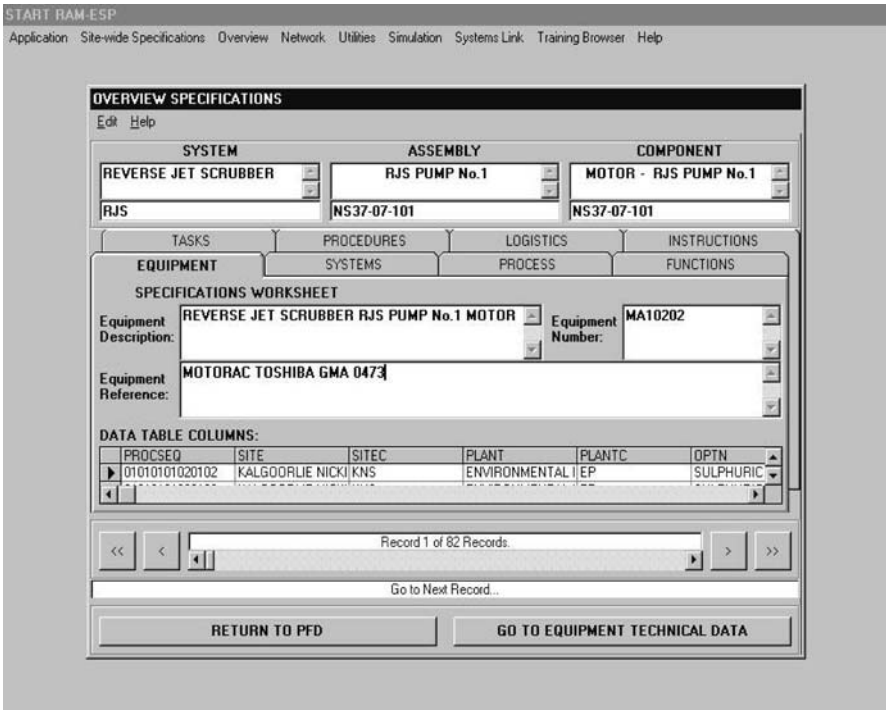 START RAM-ESP
Application Site-wide Specifications Overview Network Utilities Simulation Systems Link Training Browser Help
OVERVIEW SPECIFICATIONS
Edit Help
SYSTEM ASSEMBLY COMPONENT
REVERSE JET SCRUBBER RJS PUMP No.1 MOTOR - RJS PUMP No.1
RJS NS37-07-101 NS37-07-101
TASKS PROCEDURES LOGISTICS INSTRUCTIONS
EQUIPMENT SYSTEMS PROCESS FUNCTIONS
SPECIFICATIONS WORKSHEET
Equipment Description: REVERSE JET SCRUBBER RJS PUMP No.1 MOTOR Equipment Number: MA10202
Equipment Reference: MOTORAC TOSHIBA GMA 0473
DATA TABLE COLUMNS:
PROCSEQ SITE SITEC PLANT PLANTC OPTN
01010101020102 KALGOORLIE NICKI KNS ENVIRONMENTAL I EP SULPHURIC
<< < Record 1 of 82 Records. > >>
Go to Next Record...
RETURN TO PFD GO TO EQUIPMENT TECHNICAL DATA